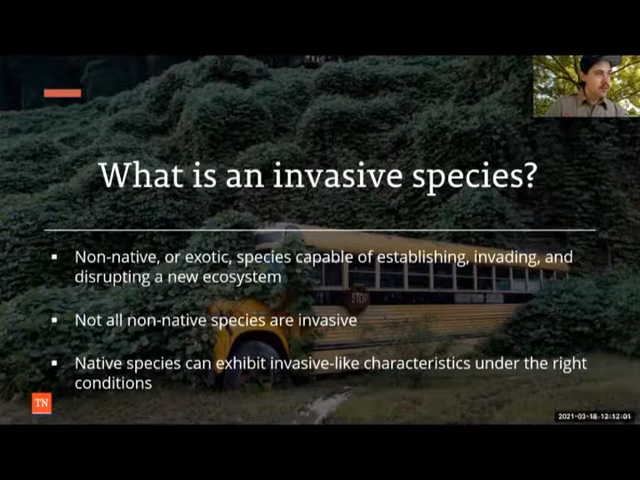 What is an invasive species?
Non-native, or exotic, species capable of establishing, invading, and
disrupting a new ecosystem
STOP
Not all non-native species are invasive
Native species can exhibit invasive-like characteristics under the right
conditions
TN
2021-03-18 12:12:01